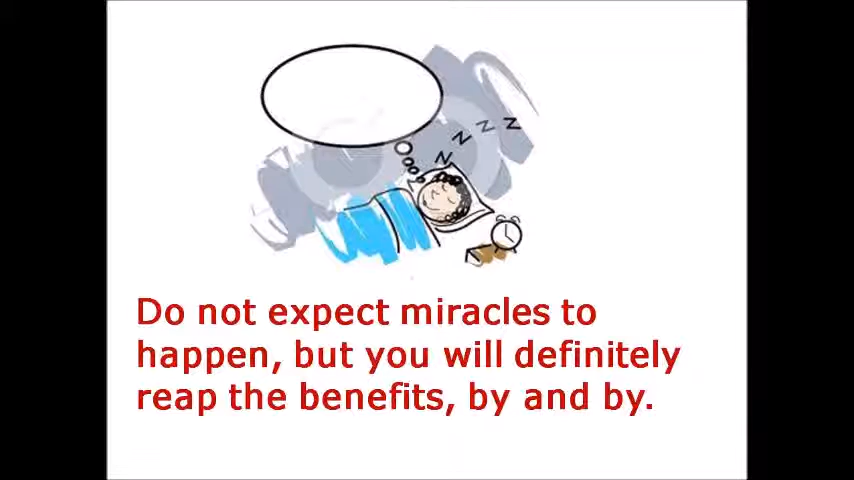 z z z z
Do not expect miracles to
happen, but you will definitely
reap the benefits, by and by.